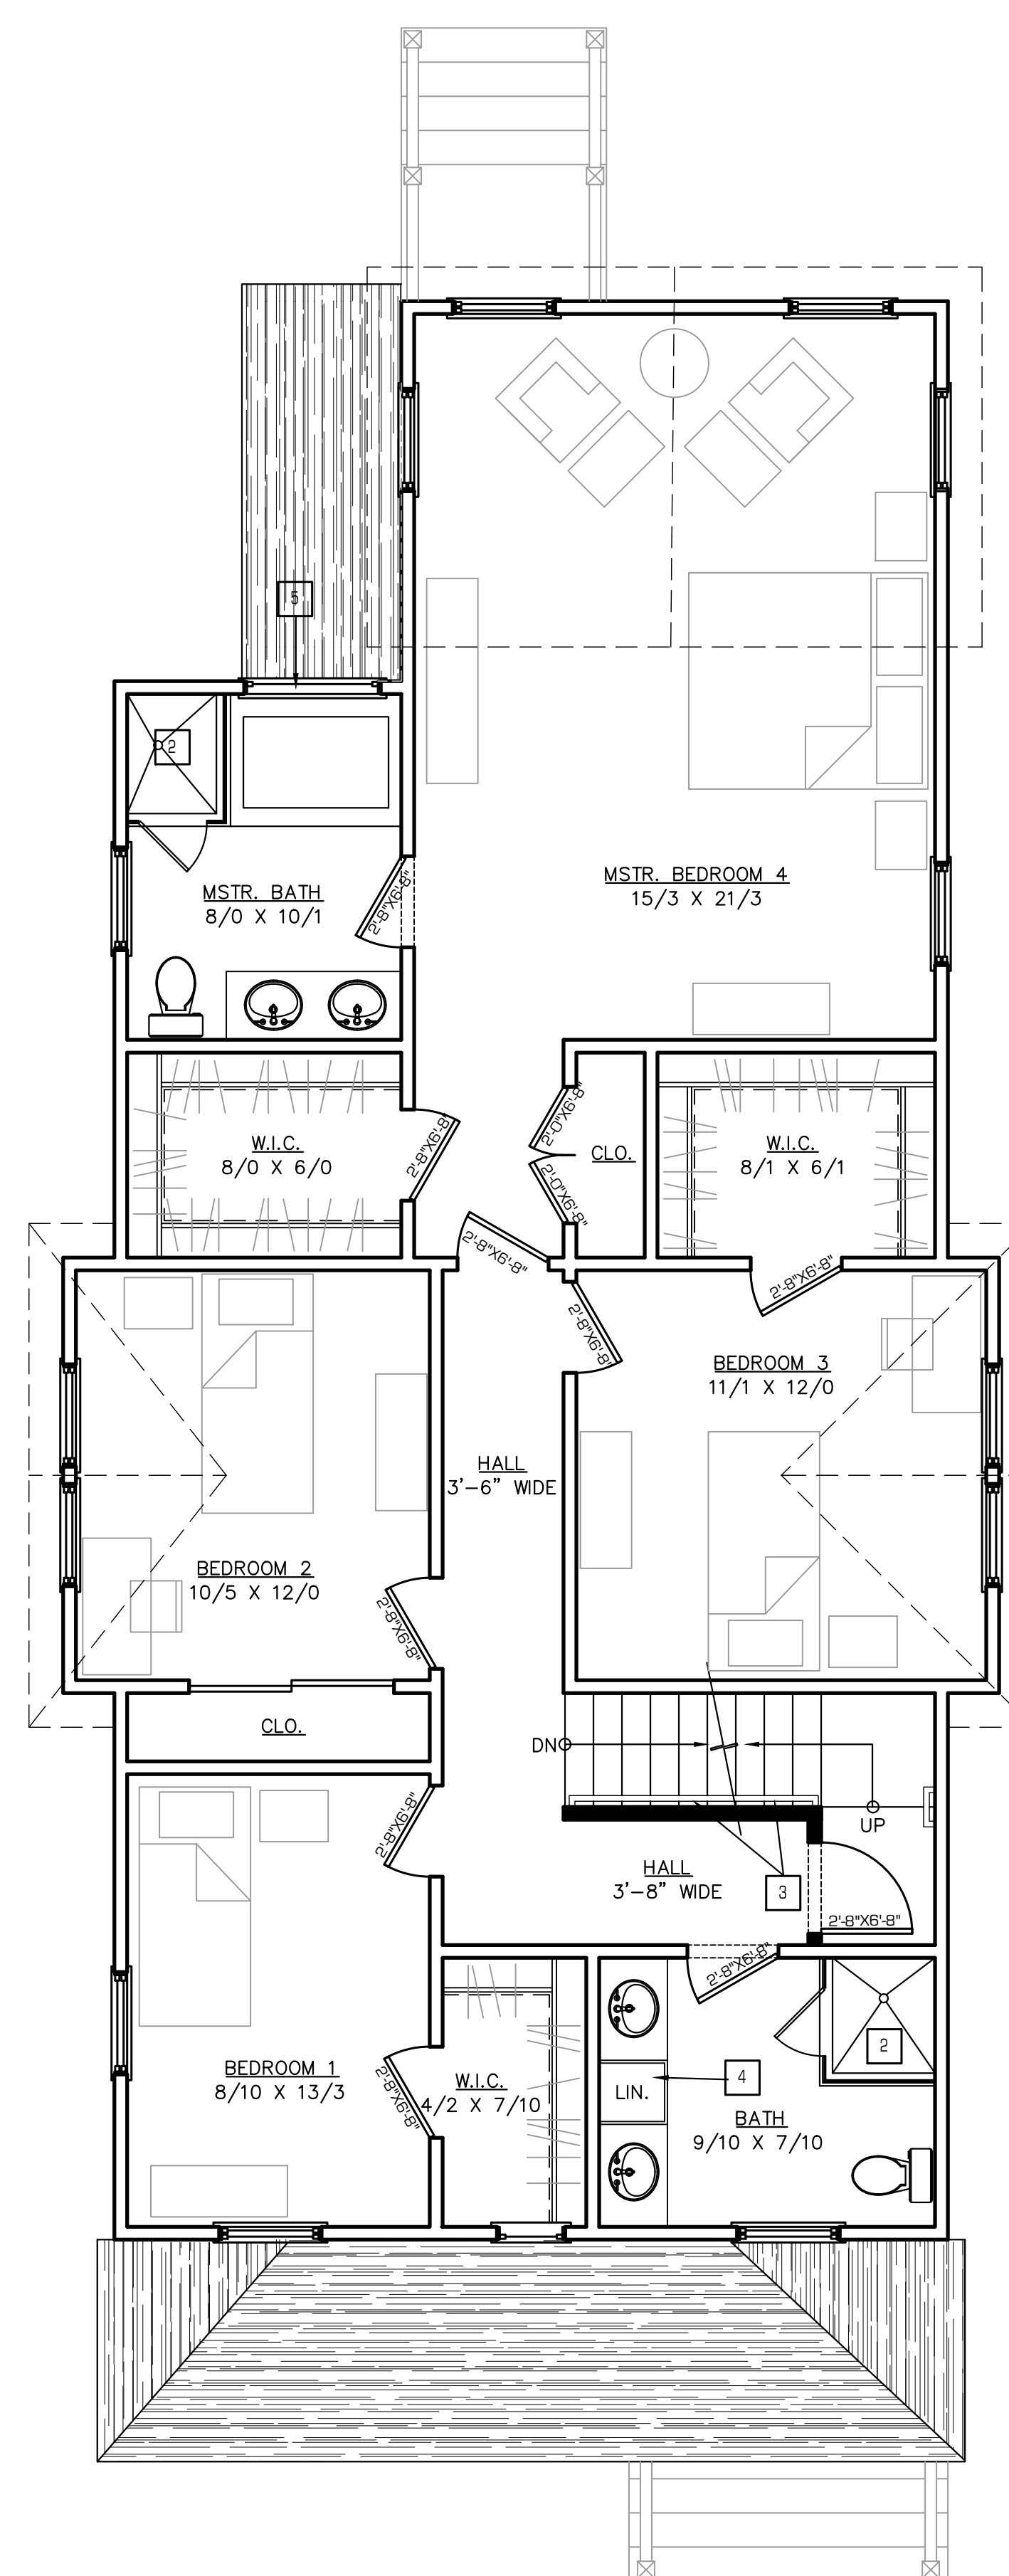 5
2
MSTR. BATH
8/0 X 10/1
2'-8"X6'-8"
MSTR. BEDROOM 4
15/3 X 21/3
W.I.C.
8/0 X 6/0
2'-8"X6'-8"
2'-0"X6'-8"
2'-0"X6'-8"
CLO.
W.I.C.
8/1 X 6/1
2'-8"X6'-8"
2'-8"X6'-8"
2'-8"X6'-8"
BEDROOM 3
11/1 X 12/0
HALL
3'-6" WIDE
BEDROOM 2
10/5 X 12/0
2'-8"X6'-8"
CLO.
DN
UP
2'-8"X6'-8"
HALL
3'-8" WIDE
3
2'-8"X6'-8"
2'-8"X6'-8"
BEDROOM 1
8/10 X 13/3
2'-8"X6'-8"
W.I.C.
4/2 X 7/10
LIN.
4
2
BATH
9/10 X 7/10